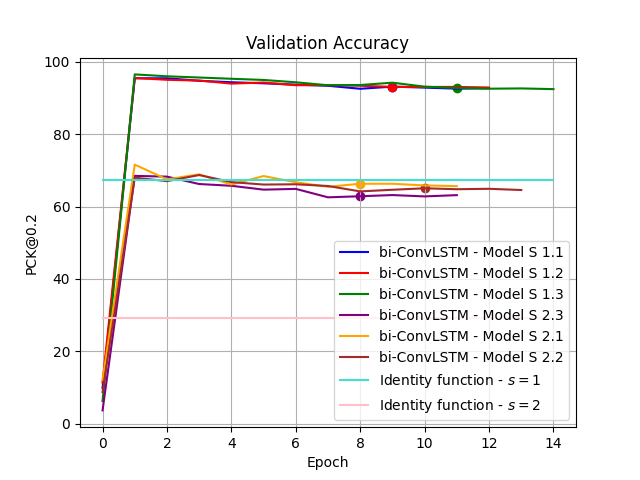 Validation Accuracy
100
80
60
40
20
0
PCK@0.2
bi-ConvLSTM - Model S 1.1
bi-ConvLSTM - Model S 1.2
bi-ConvLSTM - Model S 1.3
bi-ConvLSTM - Model S 2.3
bi-ConvLSTM - Model S 2.1
bi-ConvLSTM - Model S 2.2
Identity function - s = 1
Identity function - s = 2
0 2 4 6 8 10 12 14
Epoch